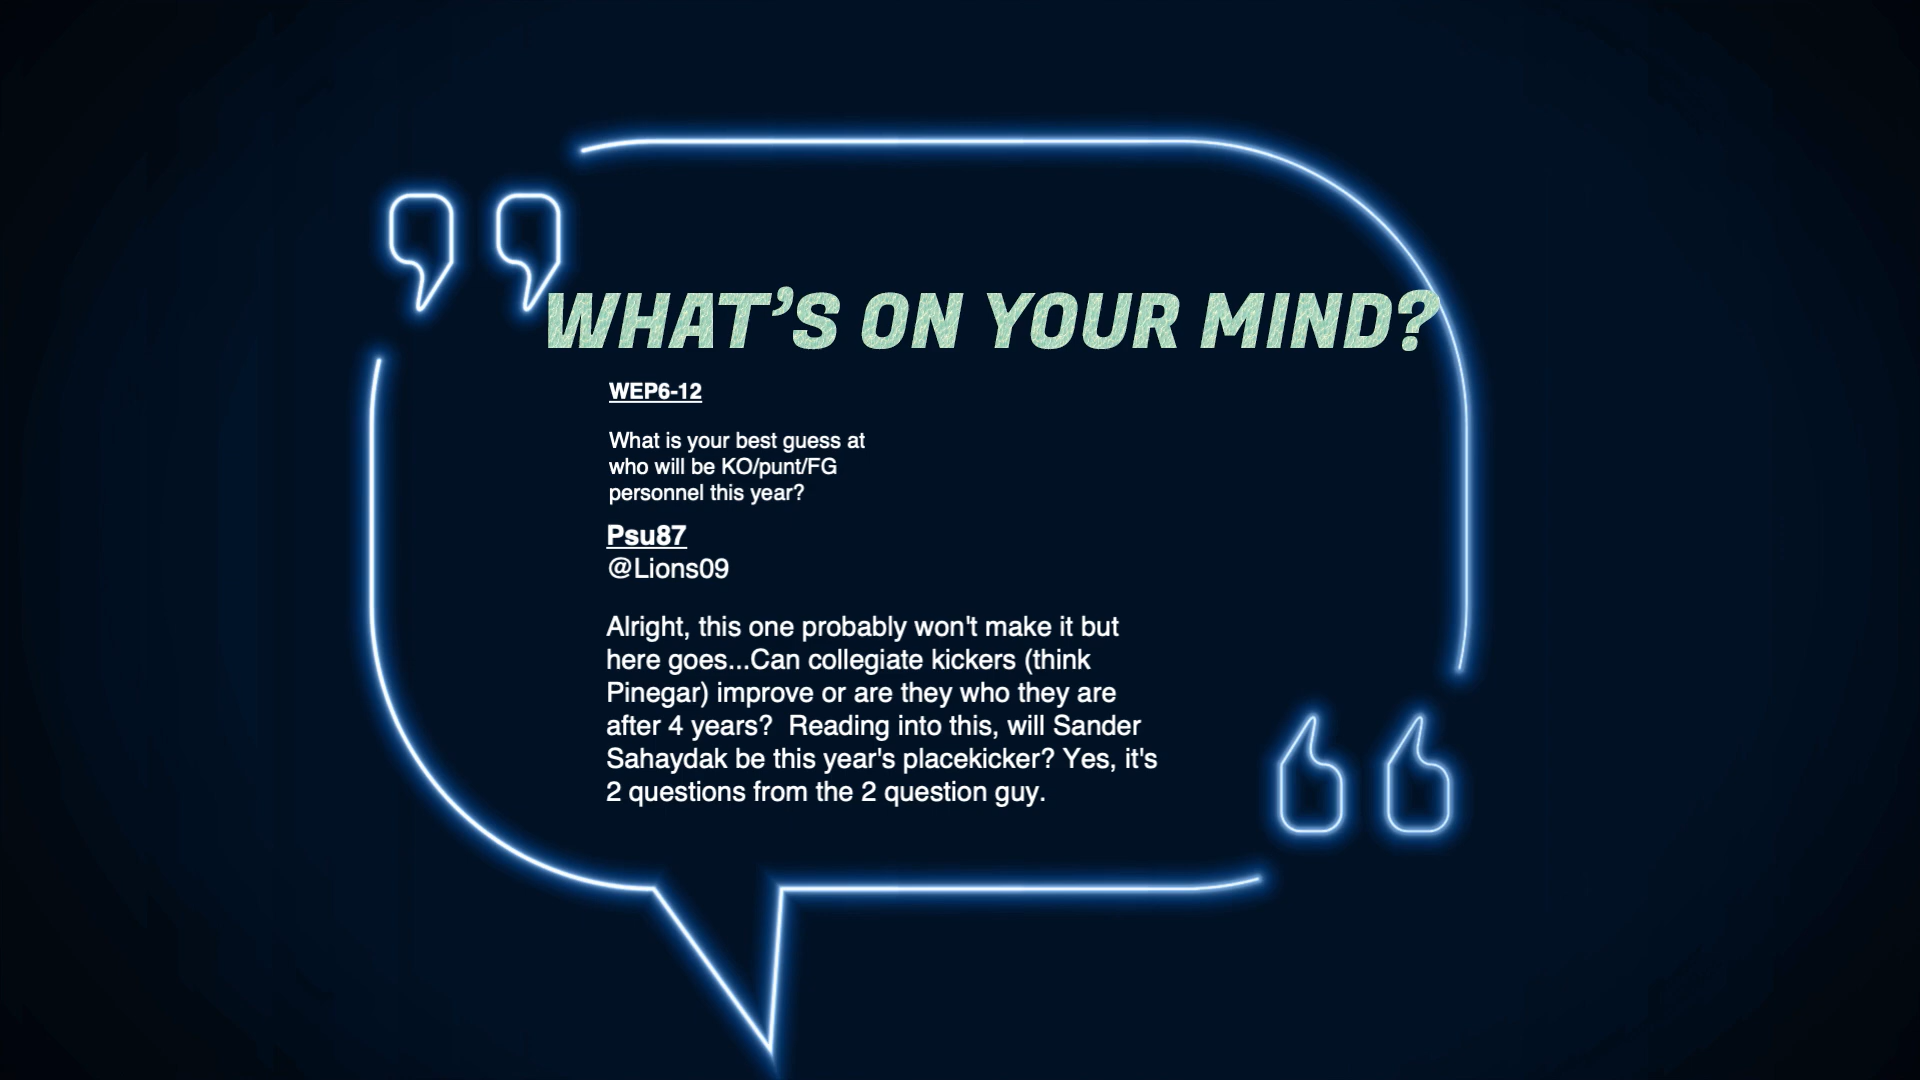 WHAT'S ON YOUR MIND?
WEP6-12
What is your best guess at
who will be KO/punt/FG
personnel this year?
Psu87
@Lions09
Alright, this one probably won't make it but
here goes...Can collegiate kickers (think
Pinegar) improve or are they who they are
after 4 years?  Reading into this, will Sander
Sahaydak be this year's placekicker? Yes, it's
2 questions from the 2 question guy.